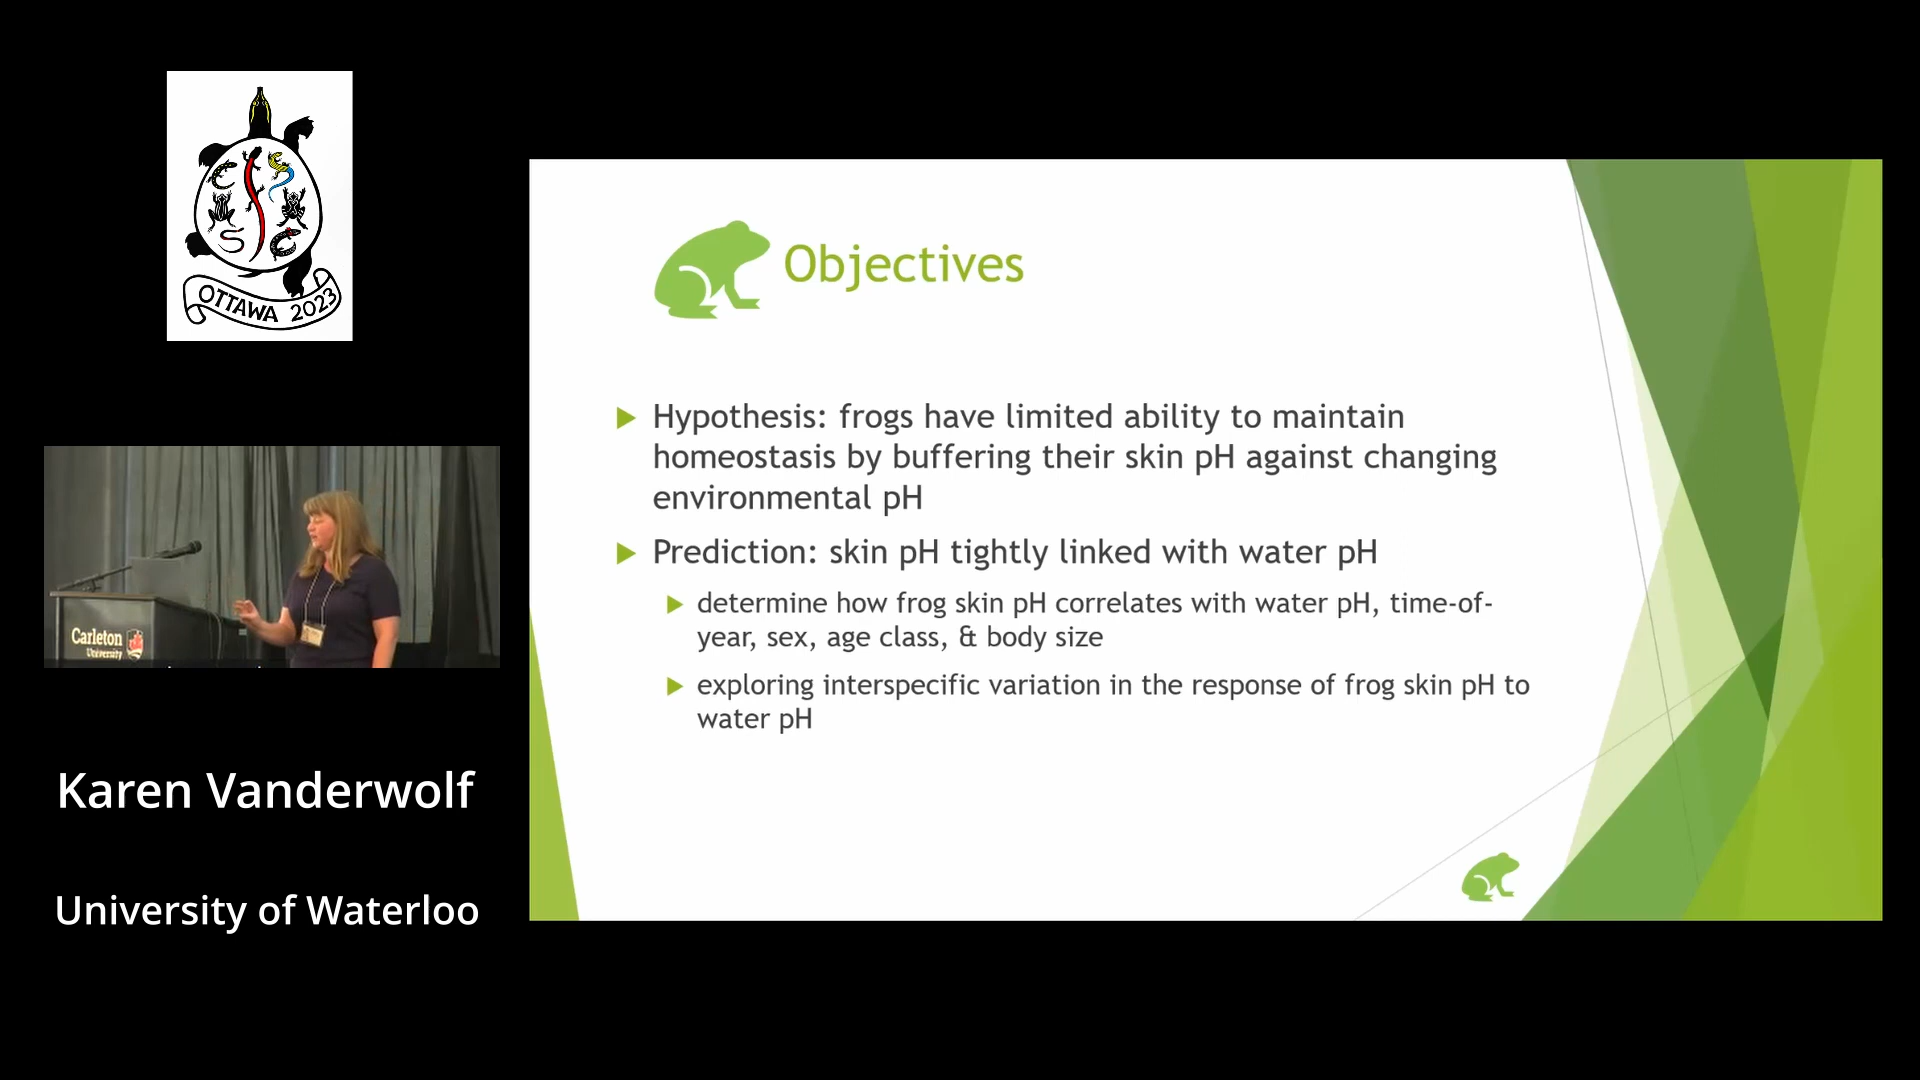 OTTAWA 2023
Carleton
University
Karen Vanderwolf
University of Waterloo
Objectives
Hypothesis: frogs have limited ability to maintain
homeostasis by buffering their skin pH against changing
environmental pH
Prediction: skin pH tightly linked with water pH
determine how frog skin pH correlates with water pH, time-of-
year, sex, age class, & body size
exploring interspecific variation in the response of frog skin pH to
water pH